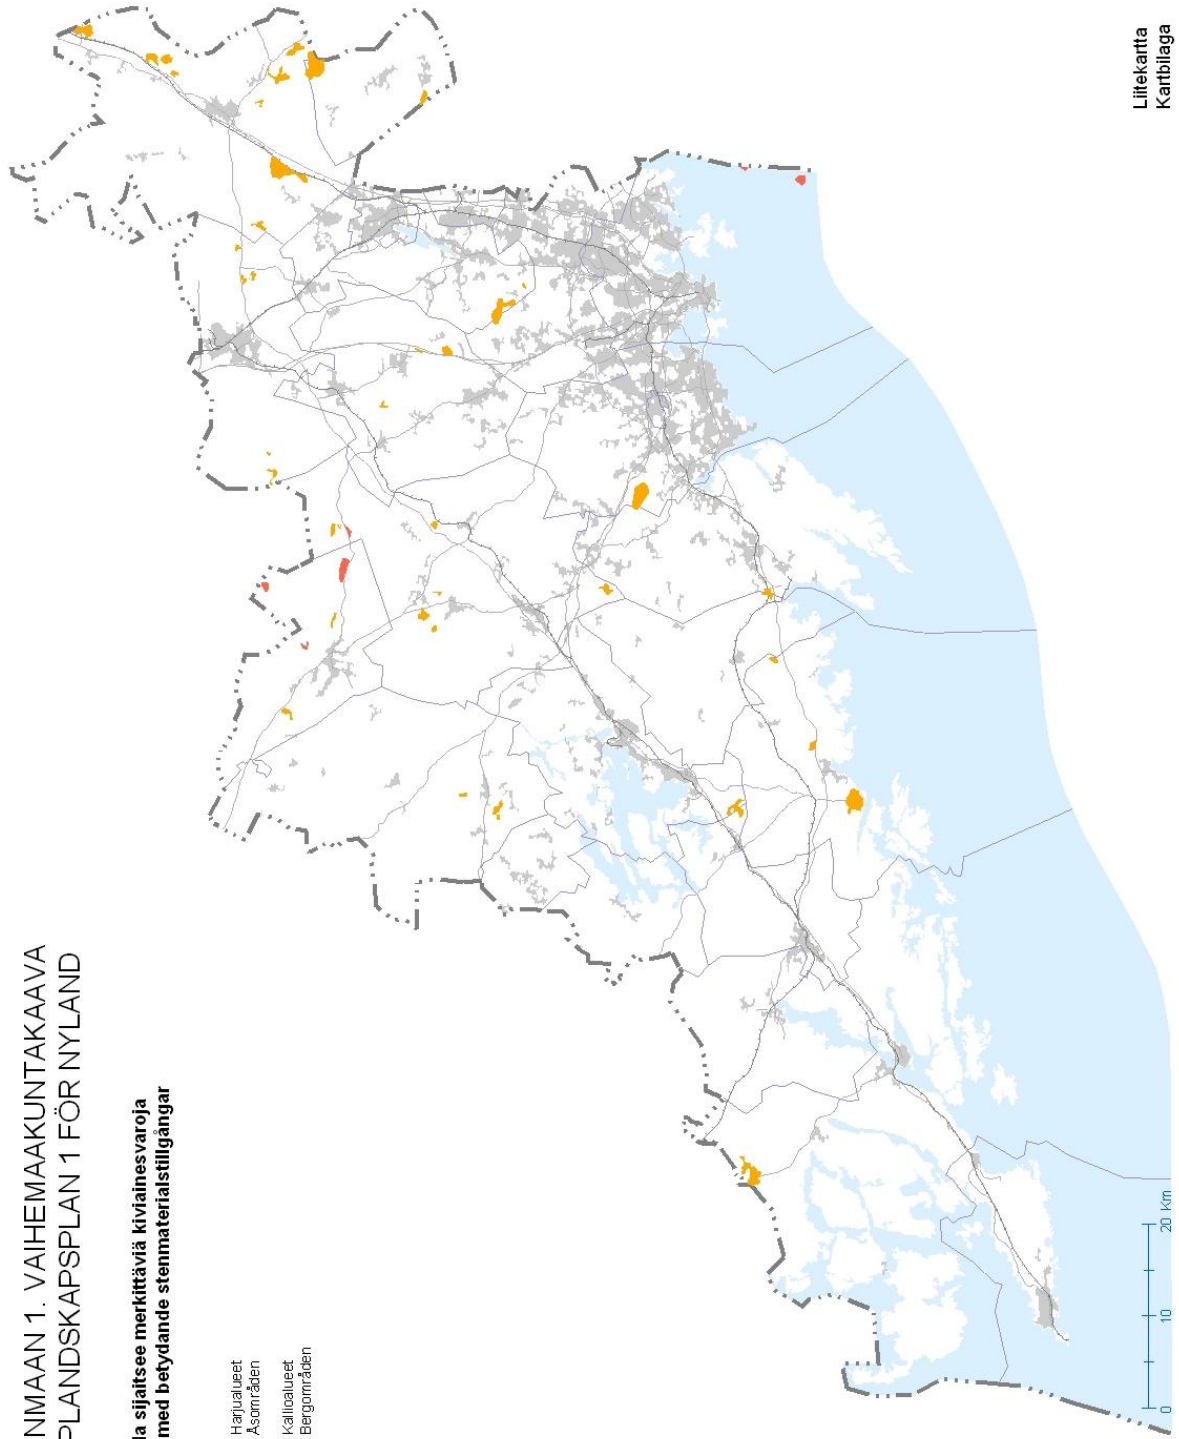 NMAAN 1. VAIHEMAAKUNTAKAAVA
PLANDSKAPSPLAN 1 FÖR NYLAND
la sijaitsee merkittäviä kiviainesvaroja
med betydande stenmaterialstillgångar
Harjualueet
Åsområden
Kallioalueet
Bergområden
0 10 20 Km
Liitekartta
Kartbilaga